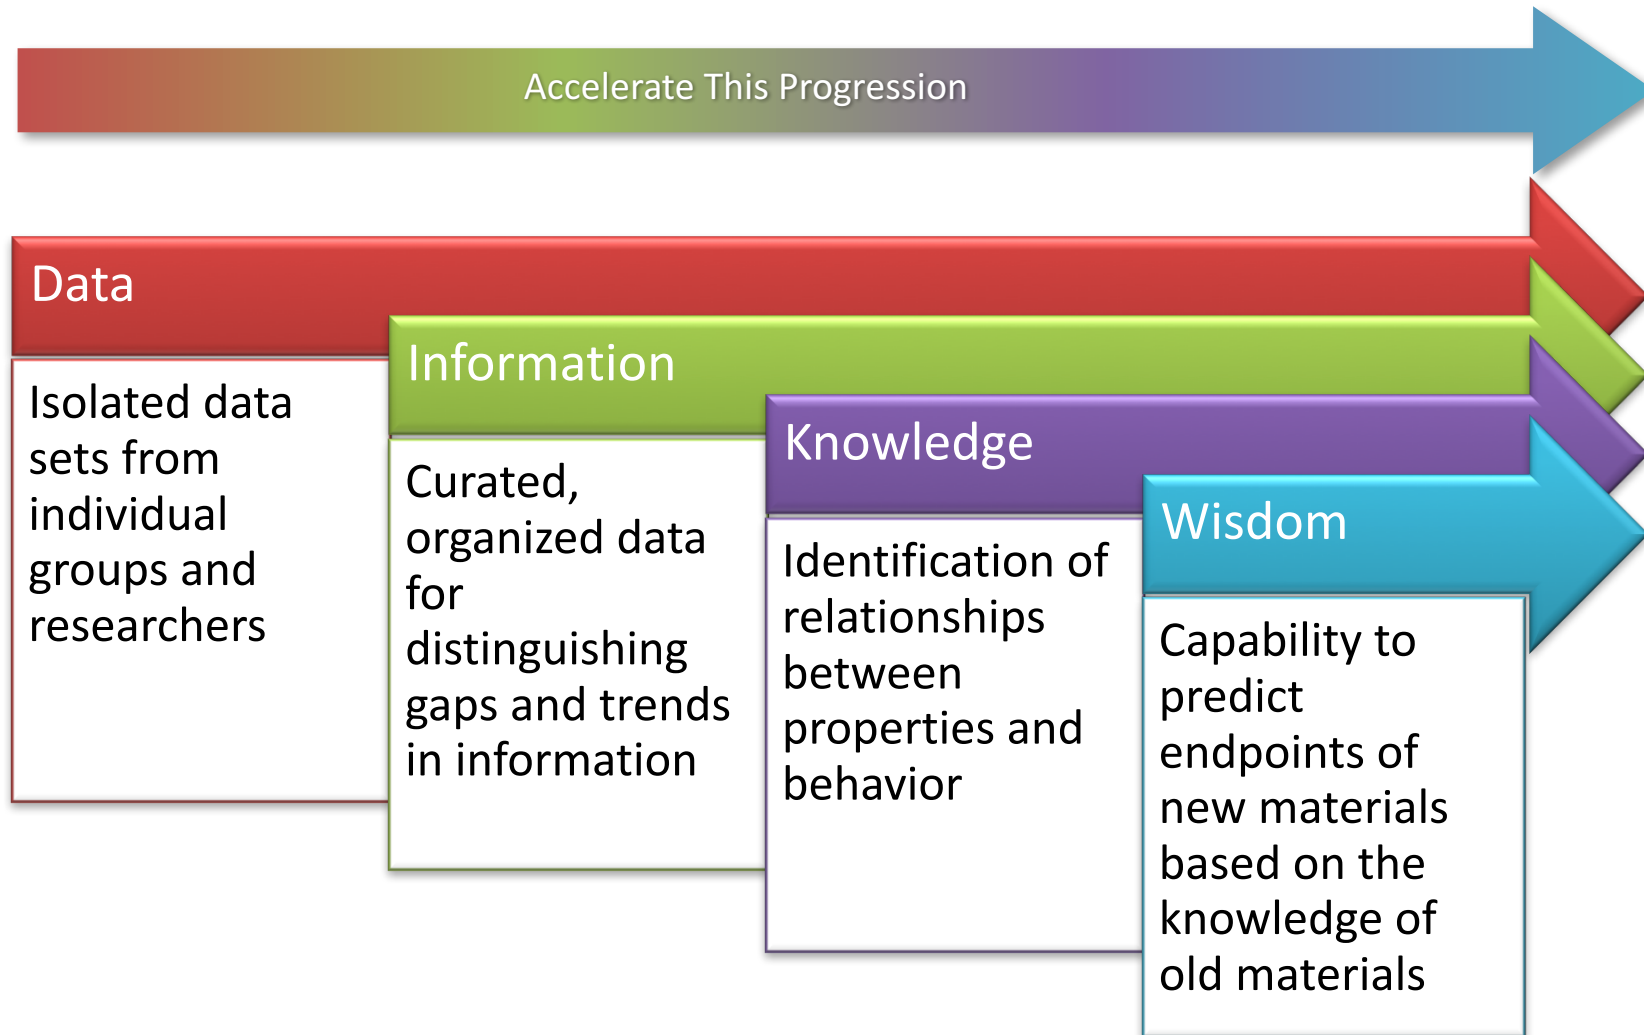 Accelerate This Progression
Data
Isolated data
sets from
individual
groups and
researchers
Information
Curated,
organized data
for
distinguishing
gaps and trends
in information
Knowledge
Identification of
relationships
between
properties and
behavior
Wisdom
Capability to
predict
endpoints of
new materials
based on the
knowledge of
old materials